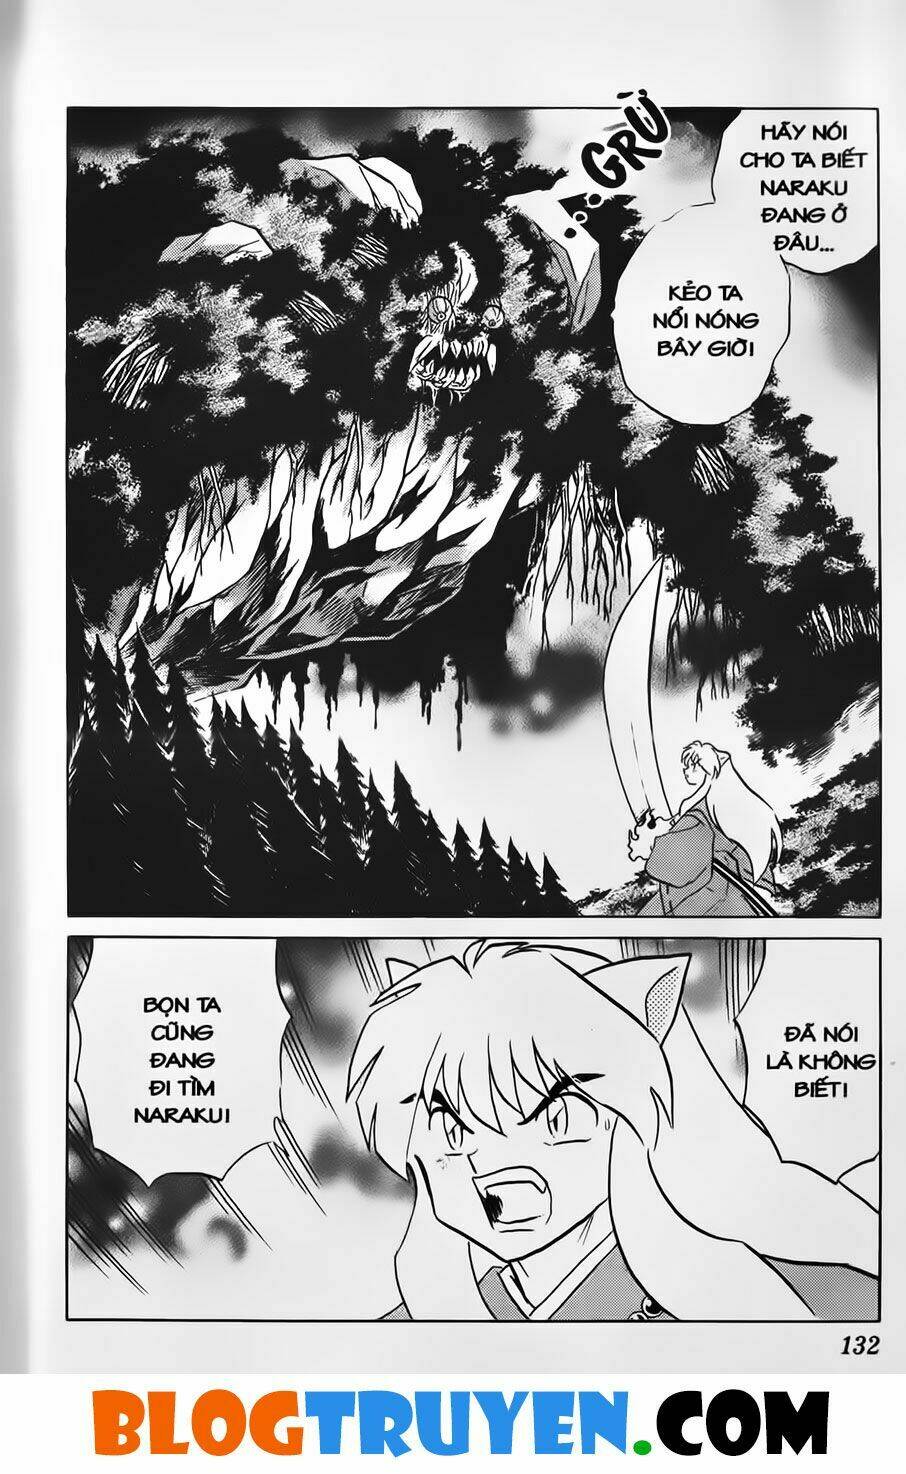 ...GRỪ
HÃY NÓI
CHO TA BIẾT
NARAKU
ĐANG Ở
ĐÂU...
KẺO TA
NỔI NÓNG
BÂY GIỜ!
ĐÃ NÓI
LÀ KHÔNG
BIẾT!
BỌN TA
CŨNG
ĐANG
ĐI TÌM
NARAKU!
132
BLOGTRUYEN.COM